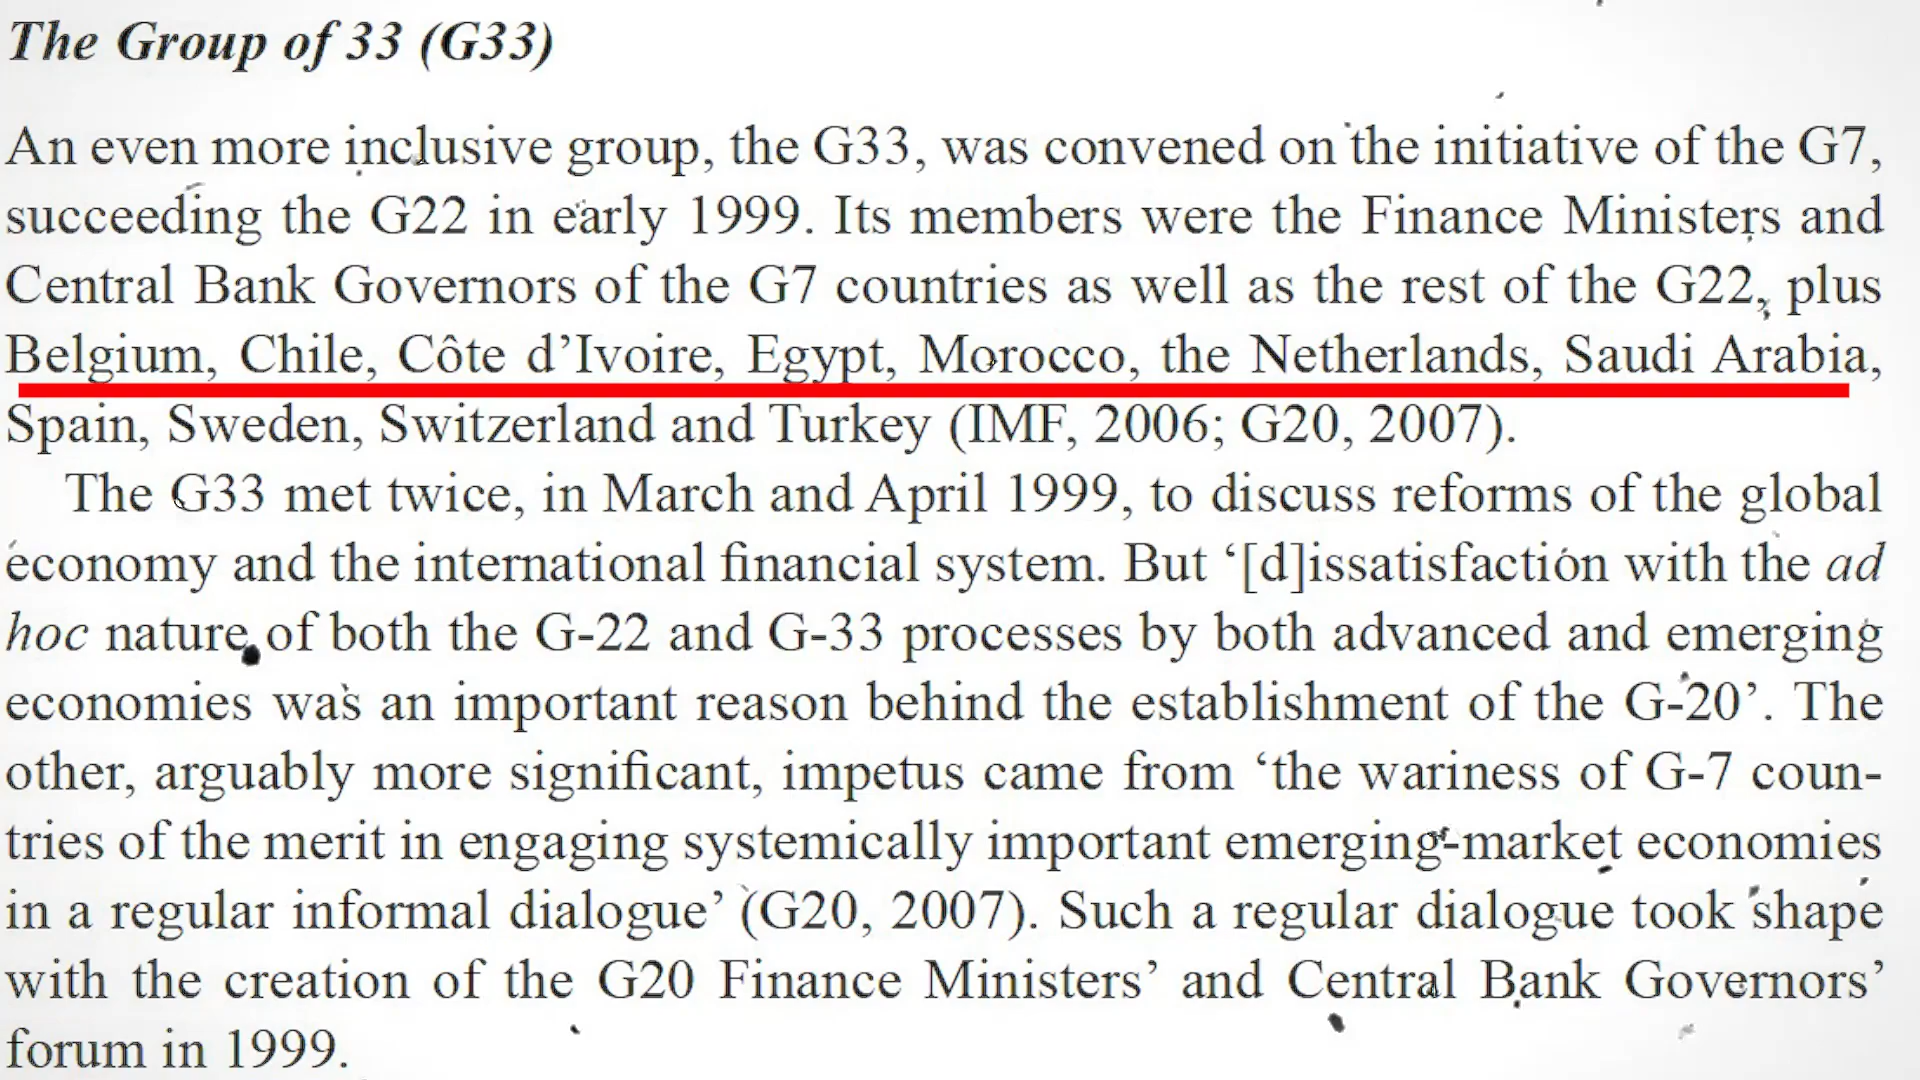 The Group of 33 (G33)
An even more inclusive group, the G33, was convened on the initiative of the G7,
succeeding the G22 in early 1999. Its members were the Finance Ministers and
Central Bank Governors of the G7 countries as well as the rest of the G22, plus
Belgium, Chile, Côte d’Ivoire, Egypt, Morocco, the Netherlands, Saudi Arabia,
Spain, Sweden, Switzerland and Turkey (IMF, 2006; G20, 2007).
The G33 met twice, in March and April 1999, to discuss reforms of the global
economy and the international financial system. But ‘[d]issatisfaction with the ad
hoc nature of both the G-22 and G-33 processes by both advanced and emerging
economies was an important reason behind the establishment of the G-20’. The
other, arguably more significant, impetus came from ‘the wariness of G-7 coun-
tries of the merit in engaging systemically important emerging-market economies
in a regular informal dialogue’ (G20, 2007). Such a regular dialogue took shape
with the creation of the G20 Finance Ministers’ and Central Bank Governors’
forum in 1999.